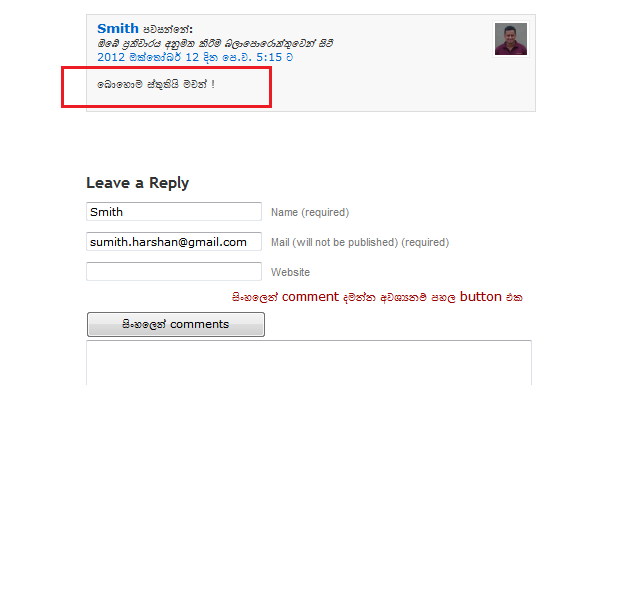 Smith පවසන්නේ:
ඔබේ ප්‍රතිචාරය අනුමත කිරීම බලාපොරොත්තුවෙන් සිටී
2012 ඔක්තෝබර් 12 දින පෙ.ව. 5:15 ට
බොහොම ස්තුතියි මචන් !
Leave a Reply
Smith Name (required)
sumith.harshan@gmail.com Mail (will not be published) (required)
Website
සිංහලෙන් comment දමන්න අවශ්‍යනම් පහල button එක
සිංහලෙන් comments